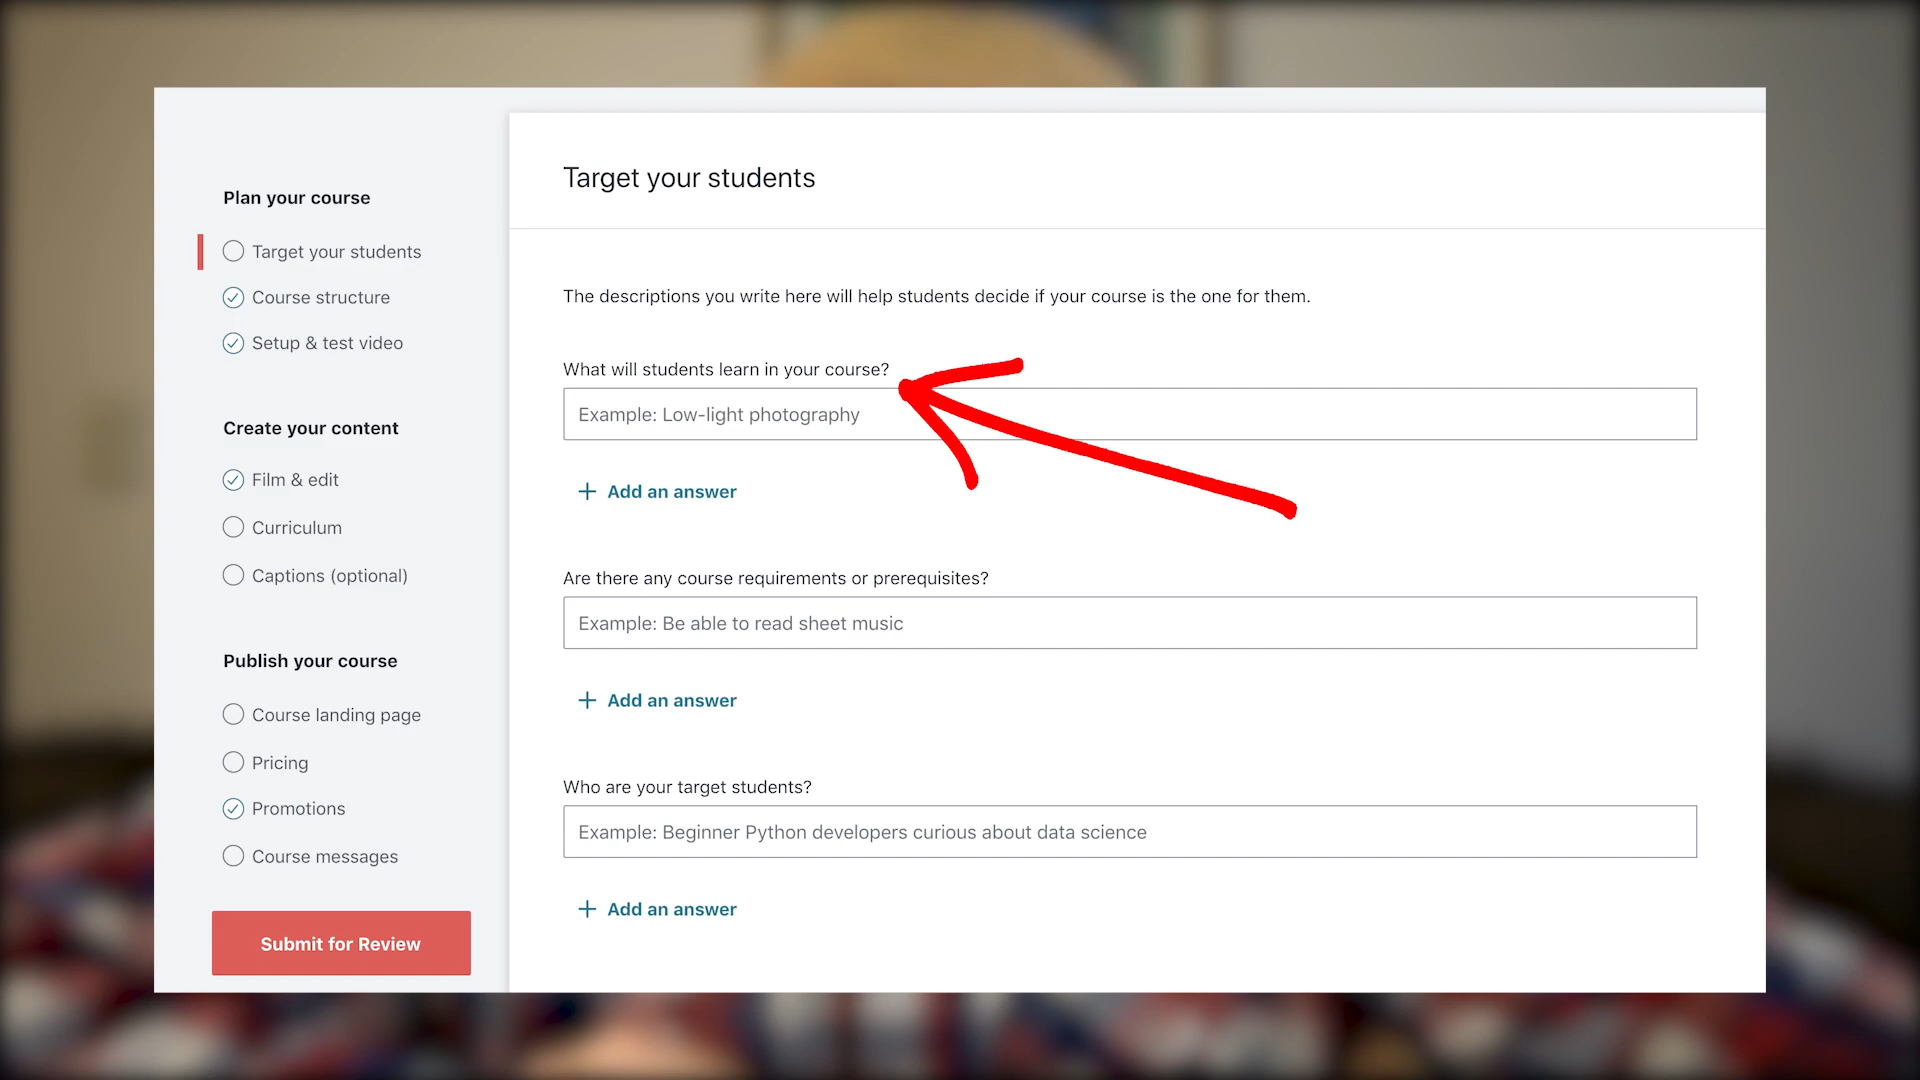 Plan your course
Target your students
Course structure
Setup & test video
Create your content
Film & edit
Curriculum
Captions (optional)
Publish your course
Course landing page
Pricing
Promotions
Course messages
Submit for Review
Target your students
The descriptions you write here will help students decide if your course is the one for them.
What will students learn in your course?
Example: Low-light photography
+ Add an answer
Are there any course requirements or prerequisites?
Example: Be able to read sheet music
+ Add an answer
Who are your target students?
Example: Beginner Python developers curious about data science
+ Add an answer